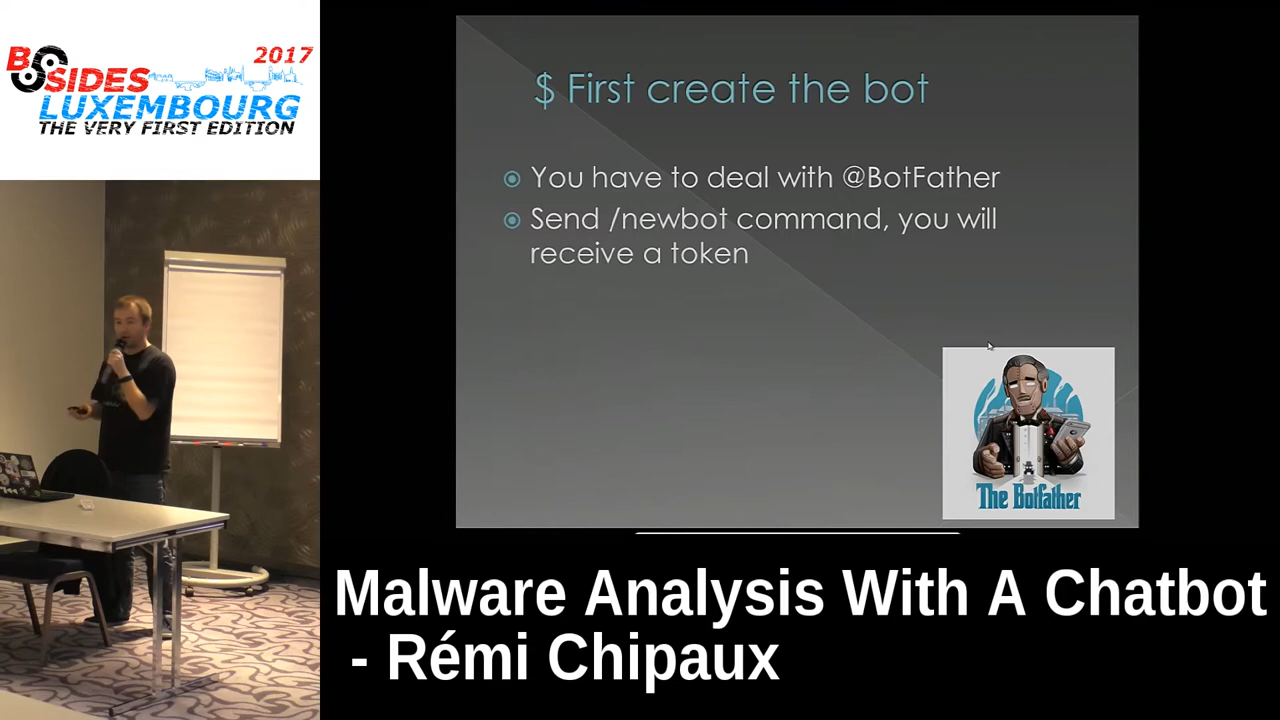 2017
BSIDES
LUXEMBOURG
THE VERY FIRST EDITION
$ First create the bot
You have to deal with @BotFather
Send /newbot command, you will
receive a token
The Botfather
Malware Analysis With A Chatbot
- Rémi Chipaux